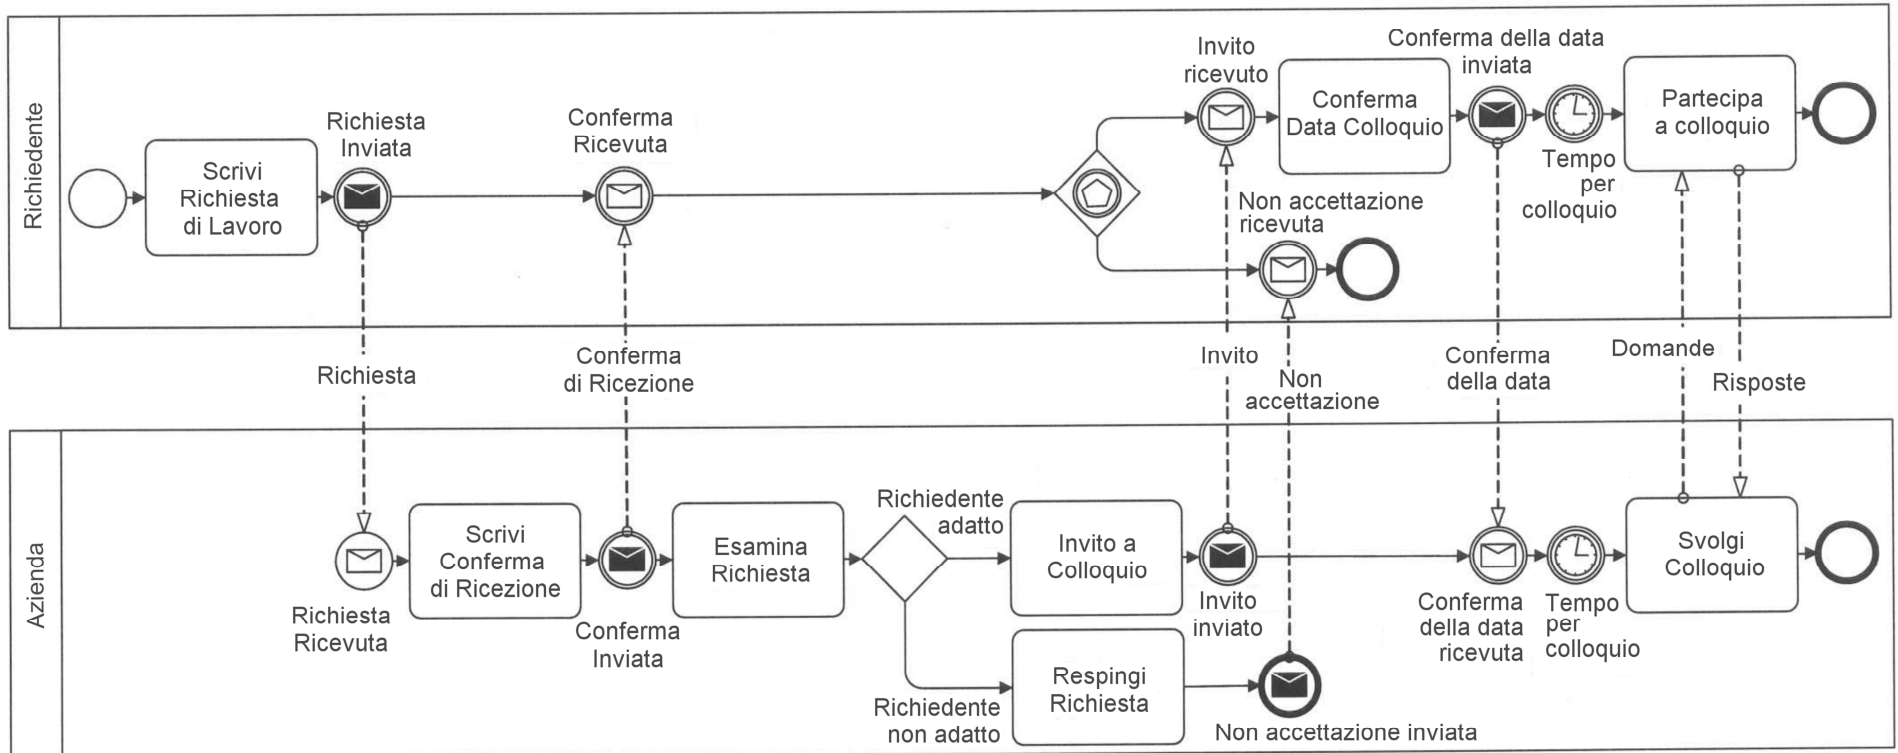 Richiedente
Scrivi
Richiesta
di Lavoro
Richiesta
Inviata
Conferma
Ricevuta
Invito
ricevuto
Conferma
Data Colloquio
Conferma della data
inviata
Tempo
per
colloquio
Partecipa
a colloquio
Non accettazione
ricevuta
Richiesta
Conferma
di Ricezione
Invito
Non
accettazione
Conferma
della data
Domande
Risposte
Azienda
Richiesta
Ricevuta
Scrivi
Conferma
di Ricezione
Conferma
Inviata
Esamina
Richiesta
Richiedente
adatto
Richiedente
non adatto
Invito a
Colloquio
Invito
inviato
Respingi
Richiesta
Non accettazione inviata
Conferma
della data
ricevuta
Tempo
per
colloquio
Svolgi
Colloquio